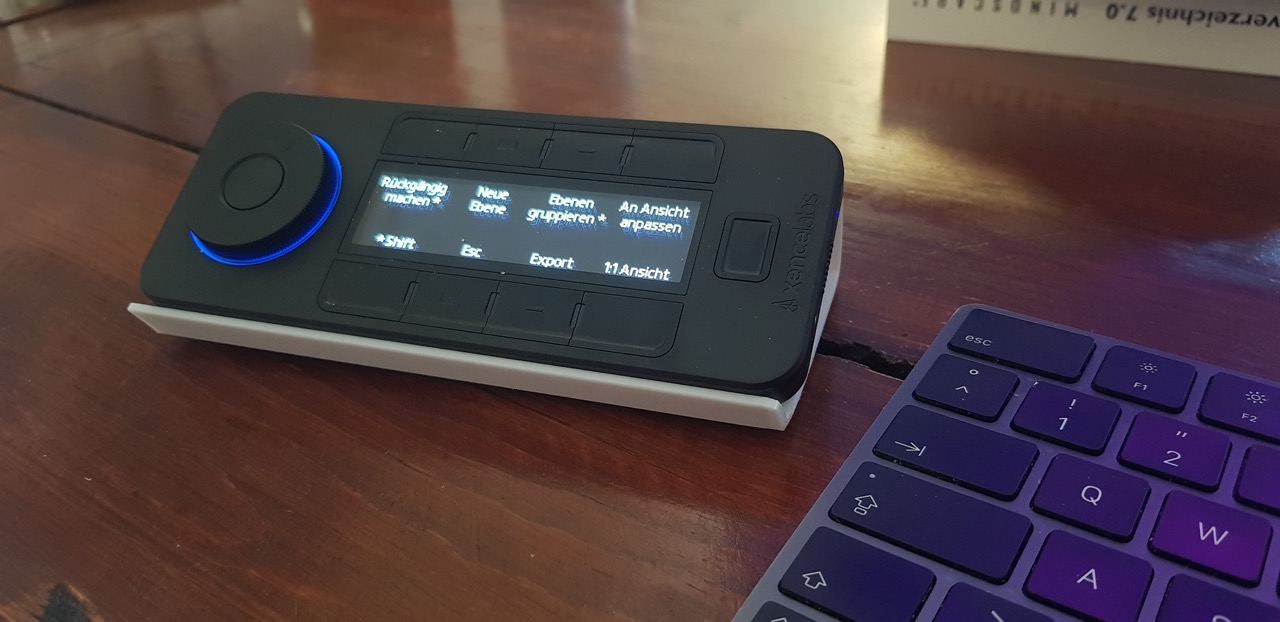 verzeichnis 7.0 MINDSCAPE
Rückgängig machen *
Neue Ebene
Ebenen gruppieren *
An Ansicht anpassen
* Shift
Esc
Export
1:1 Ansicht
xencelabs
esc
F1
F2
°
^
!
1
"
2
Q
W
A